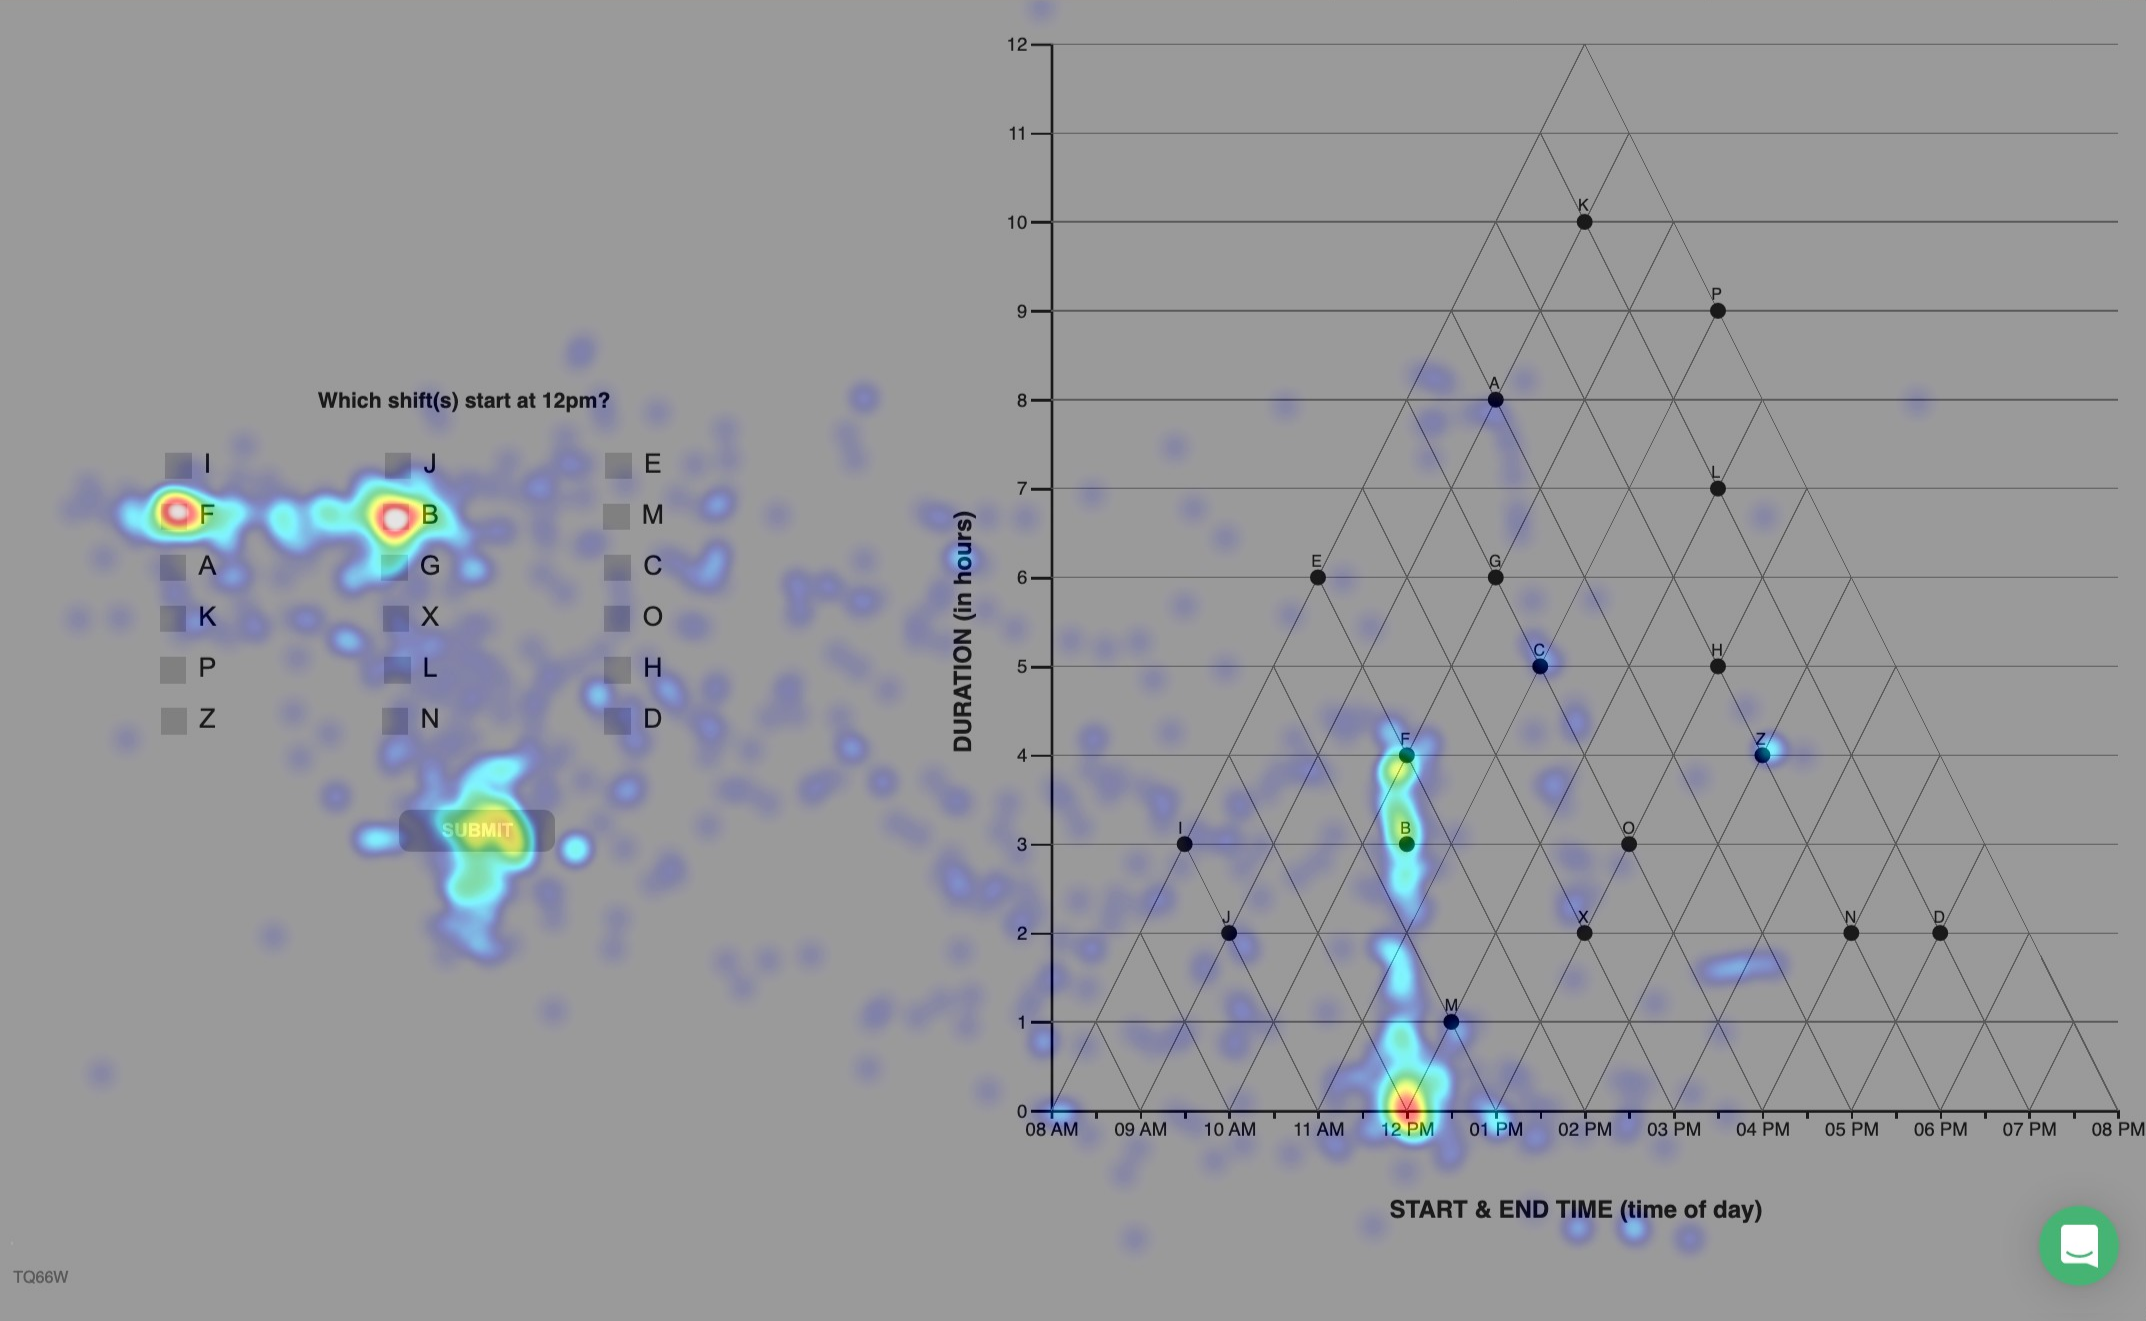 Which shift(s) start at 12pm?
I J E
F B M
A G C
K X O
P L H
Z N D
SUBMIT
TQ66W
DURATION (in hours)
12
11
10
9
8
7
6
5
4
3
2
1
0
K
P
A
L
E G
C H
F Z
I B O
J X N D
M
08 AM 09 AM 10 AM 11 AM 12 PM 01 PM 02 PM 03 PM 04 PM 05 PM 06 PM 07 PM 08 PM
START & END TIME (time of day)